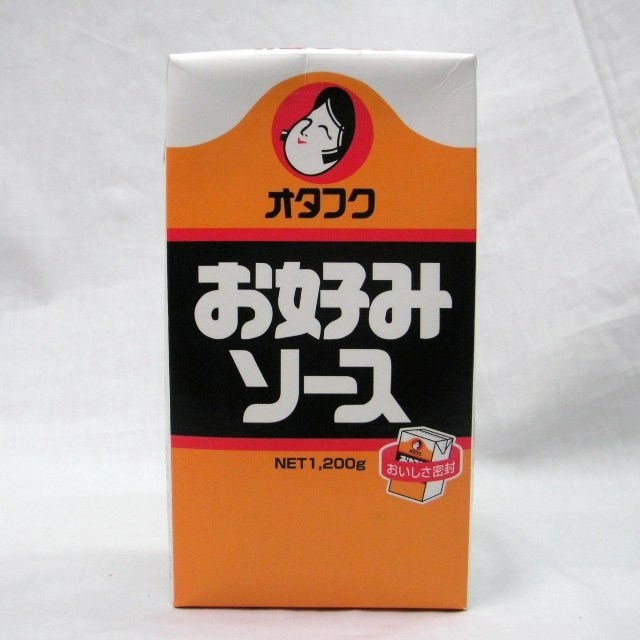 オタフク
お好み
ソース
NET1,200g
おいしさ密封